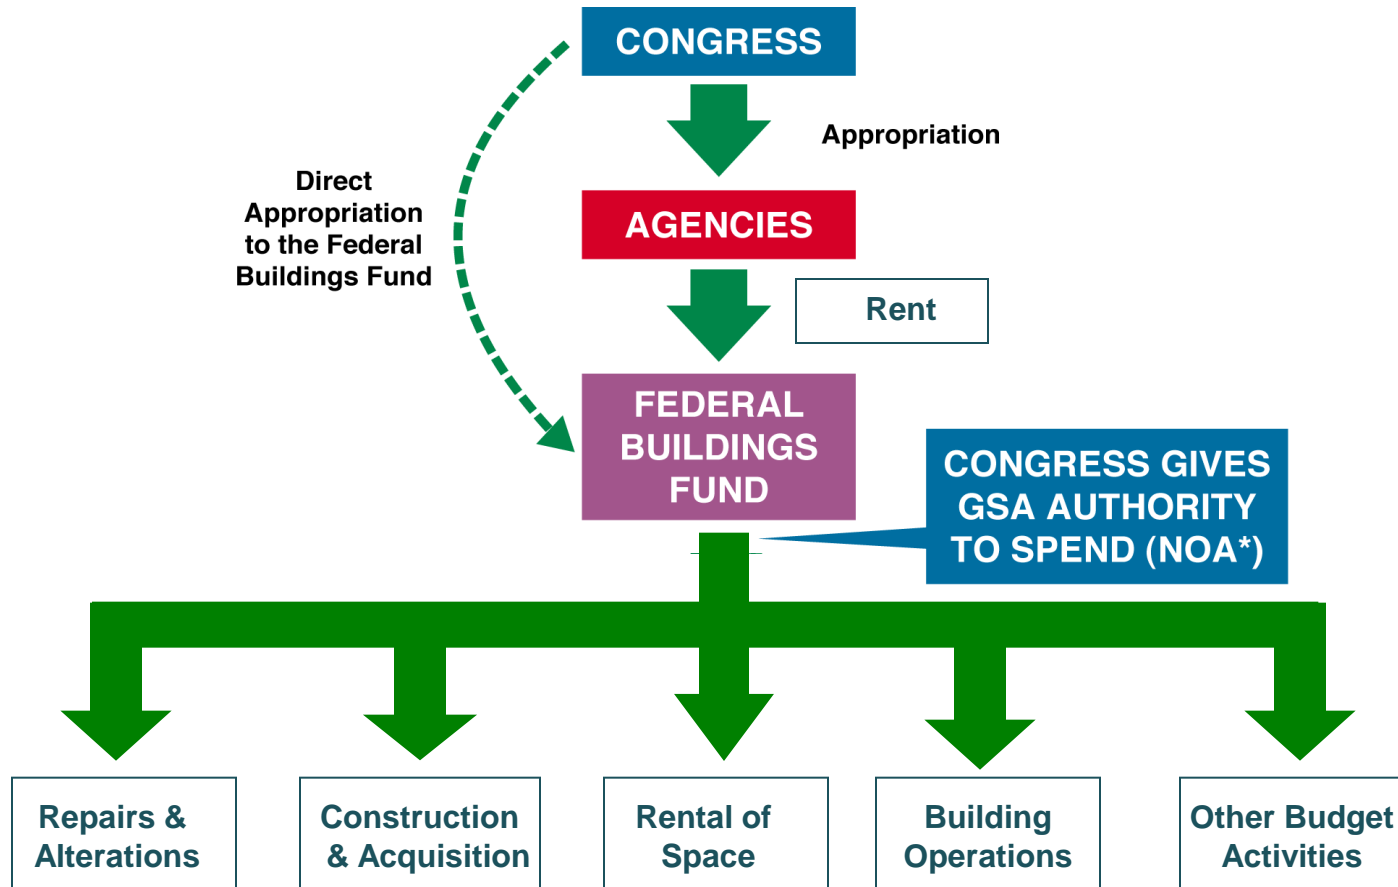 CONGRESS
Appropriation
Direct
Appropriation
to the Federal
Buildings Fund
AGENCIES
Rent
FEDERAL
BUILDINGS
FUND
CONGRESS GIVES
GSA AUTHORITY
TO SPEND (NOA*)
Repairs &
Alterations
Construction
& Acquisition
Rental of
Space
Building
Operations
Other Budget
Activities